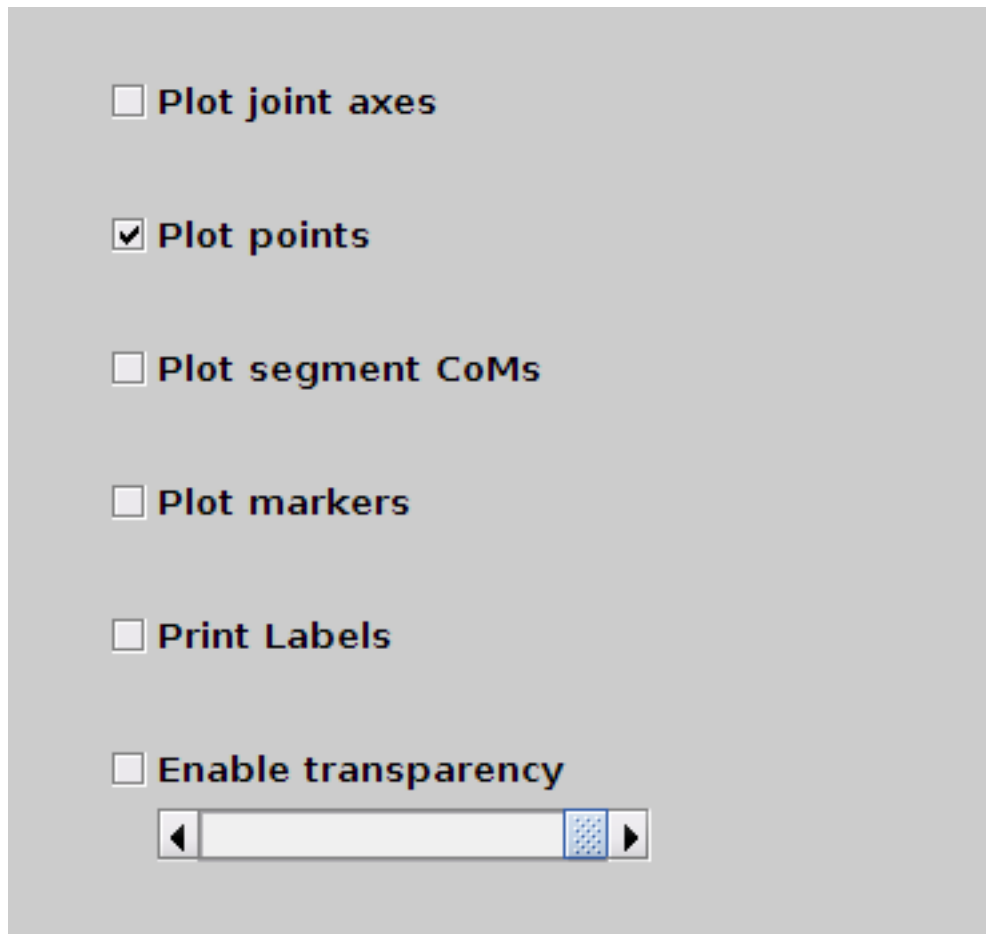 Plot joint axes
Plot points
Plot segment CoMs
Plot markers
Print Labels
Enable transparency